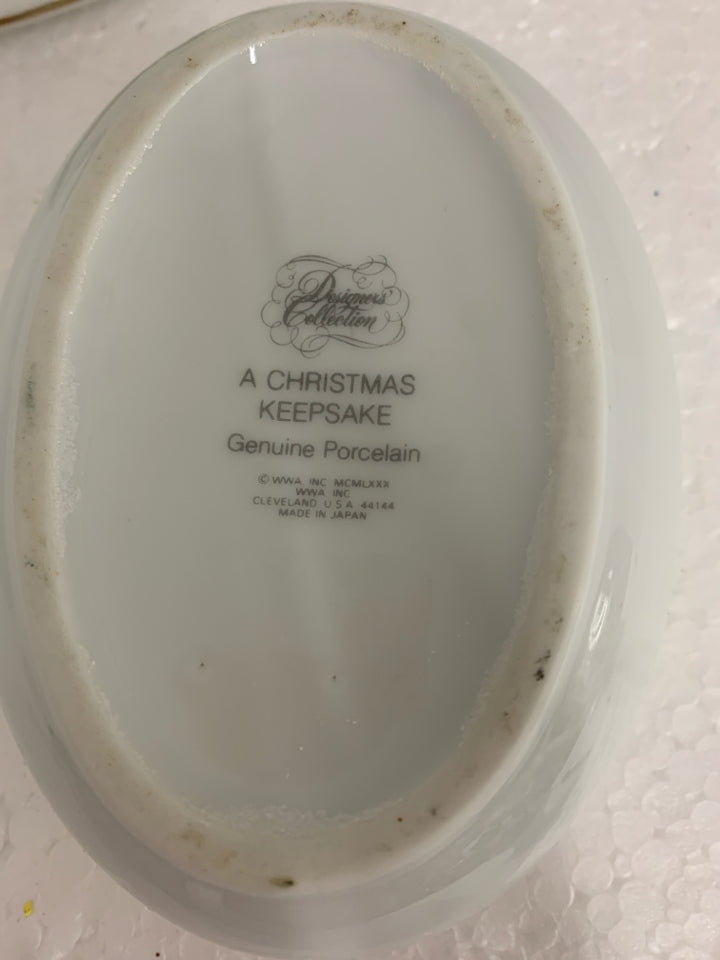 Designers'
Collection
A CHRISTMAS
KEEPSAKE
Genuine Porcelain
© WWA INC MCMLXXX
WWA INC
CLEVELAND U S A 44144
MADE IN JAPAN